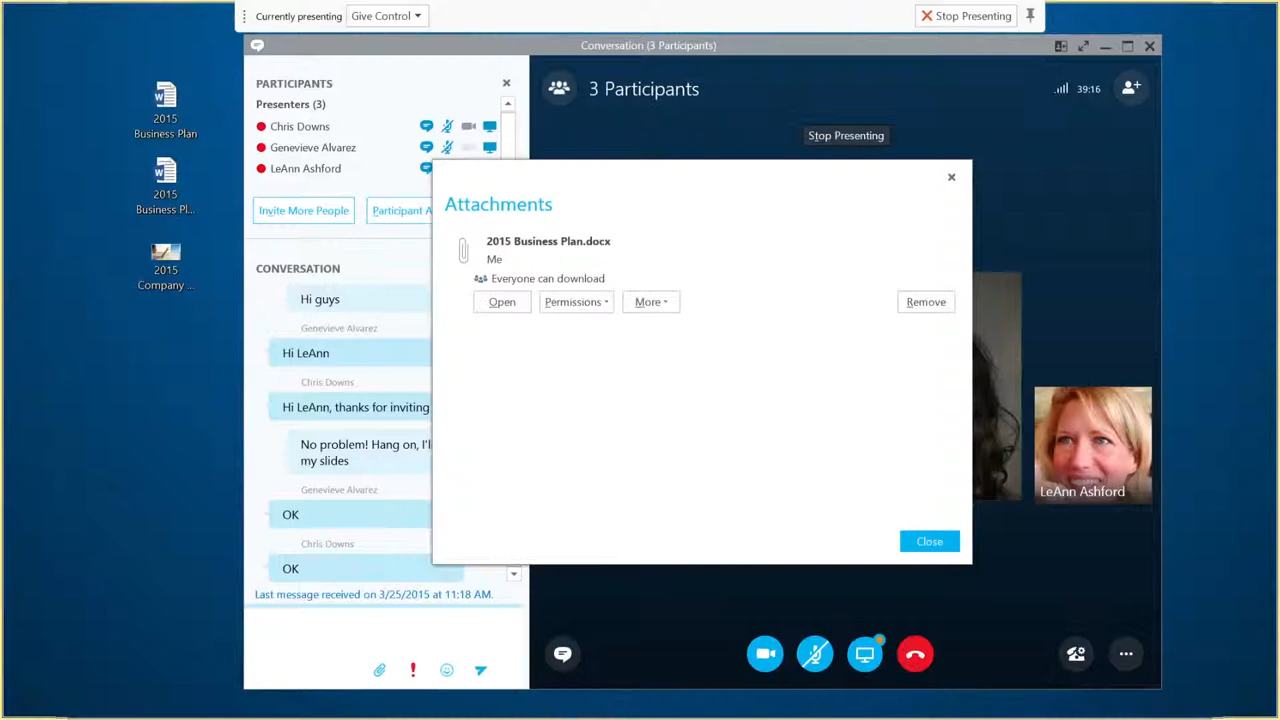 Currently presenting
Give Control
Stop Presenting
Conversation (3 Participants)
2015
Business Plan
2015
Business Pl...
2015
Company ...
PARTICIPANTS
Presenters (3)
Chris Downs
Genevieve Alvarez
LeAnn Ashford
Invite More People
Participant A
CONVERSATION
Hi guys
Genevieve Alvarez
Hi LeAnn
Chris Downs
Hi LeAnn, thanks for inviting
No problem! Hang on, I'l
my slides
Genevieve Alvarez
OK
Chris Downs
OK
Last message received on 3/25/2015 at 11:18 AM.
3 Participants
39:16
Stop Presenting
Attachments
2015 Business Plan.docx
Me
Everyone can download
Open
Permissions
More
Remove
Close
LeAnn Ashford